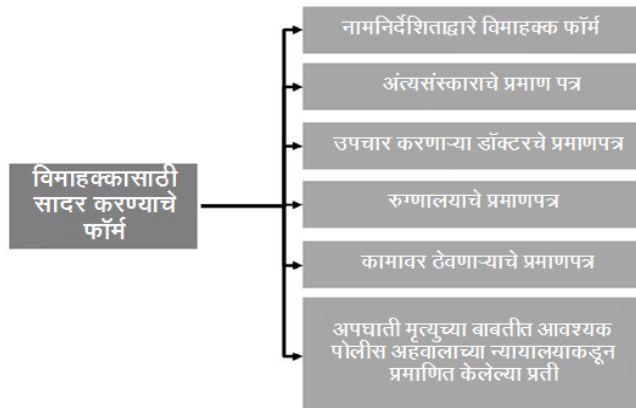 नामनिर्देशिताद्वारे विमाहक्क फॉर्म
अंत्यसंस्काराचे प्रमाण पत्र
उपचार करणाऱ्या डॉक्टरचे प्रमाणपत्र
विमाहक्कासाठी
सादर करण्याचे
फॉर्म
रुग्णालयाचे प्रमाणपत्र
कामावर ठेवणाऱ्याचे प्रमाणपत्र
अपघाती मृत्युच्या बाबतीत आवश्यक
पोलीस अहवालाच्या न्यायालयाकडून
प्रमाणित केलेल्या प्रती